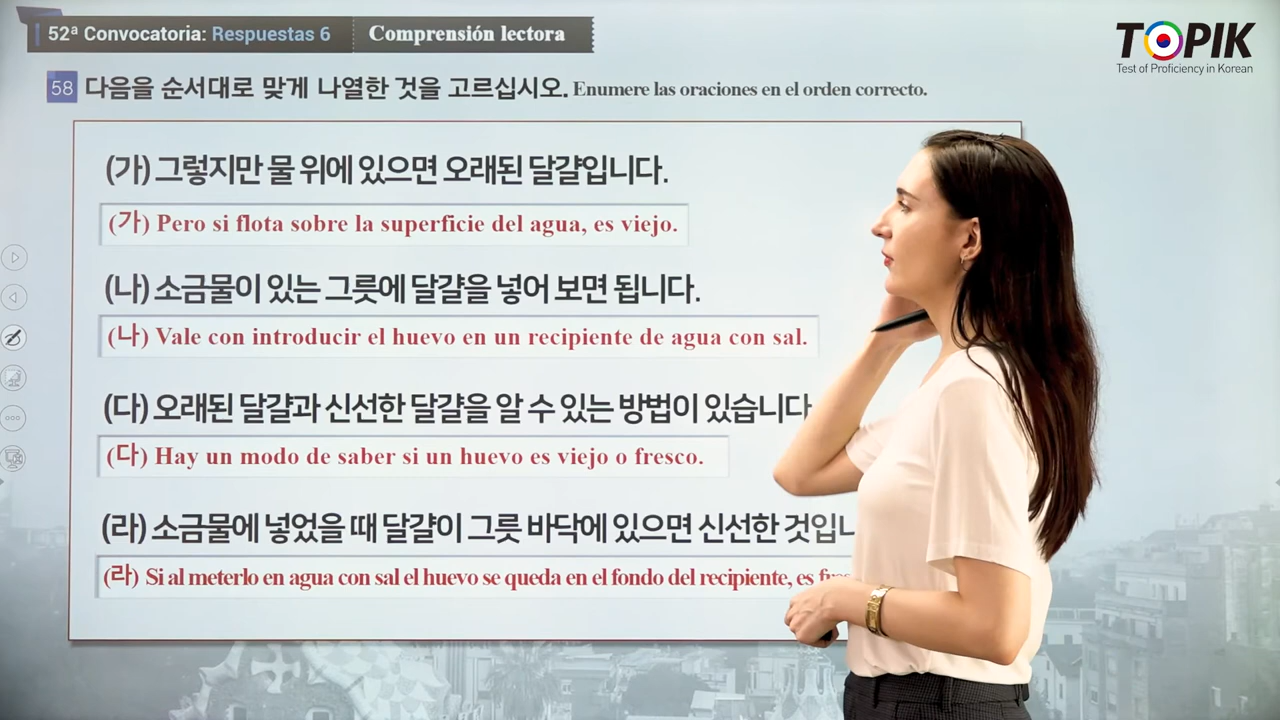 52ª Convocatoria: Respuestas 6 Comprensión lectora
TOPIK
Test of Proficiency in Korean
58 다음을 순서대로 맞게 나열한 것을 고르십시오. Enumere las oraciones en el orden correcto.
(가) 그렇지만 물 위에 있으면 오래된 달걀입니다.
(가) Pero si flota sobre la superficie del agua, es viejo.
(나) 소금물이 있는 그릇에 달걀을 넣어 보면 됩니다.
(나) Vale con introducir el huevo en un recipiente de agua con sal.
(다) 오래된 달걀과 신선한 달걀을 알 수 있는 방법이 있습니다
(다) Hay un modo de saber si un huevo es viejo o fresco.
(라) 소금물에 넣었을 때 달걀이 그릇 바닥에 있으면 신선한
(라) Si al meterlo en agua con sal el huevo se queda en el fondo del recipiente, es